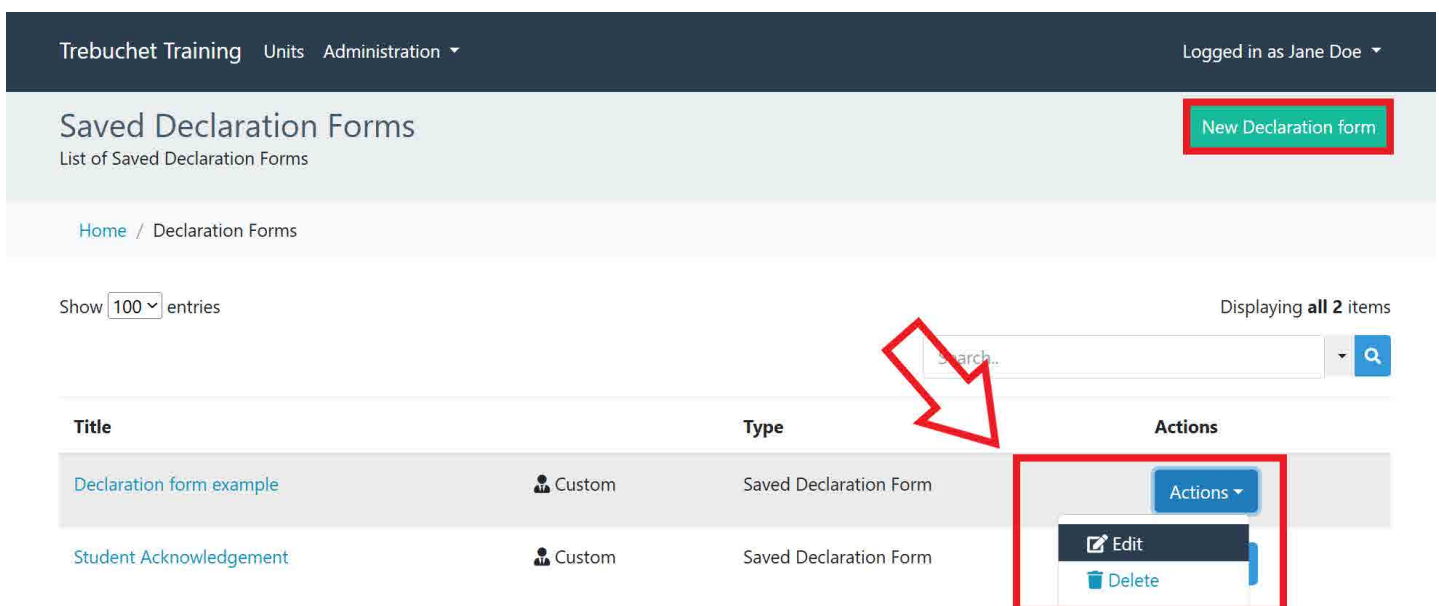 Trebuchet Training Units Administration Logged in as Jane Doe
Saved Declaration Forms New Declaration form
List of Saved Declaration Forms
Home / Declaration Forms
Show 100 entries Displaying all 2 items
Search..
Title Type Actions
Declaration form example Custom Saved Declaration Form Actions
Student Acknowledgement Custom Saved Declaration Form Edit
Delete